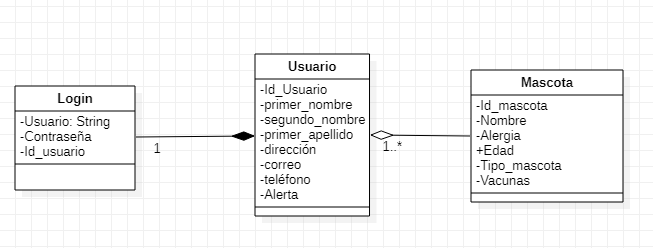 Login
-Usuario: String
-Contraseña
-Id_usuario
1
Usuario
-Id_Usuario
-primer_nombre
-segundo_nombre
-primer_apellido
-dirección
-correo
-teléfono
-Alerta
1..*
Mascota
-Id_mascota
-Nombre
-Alergia
+Edad
-Tipo_mascota
-Vacunas